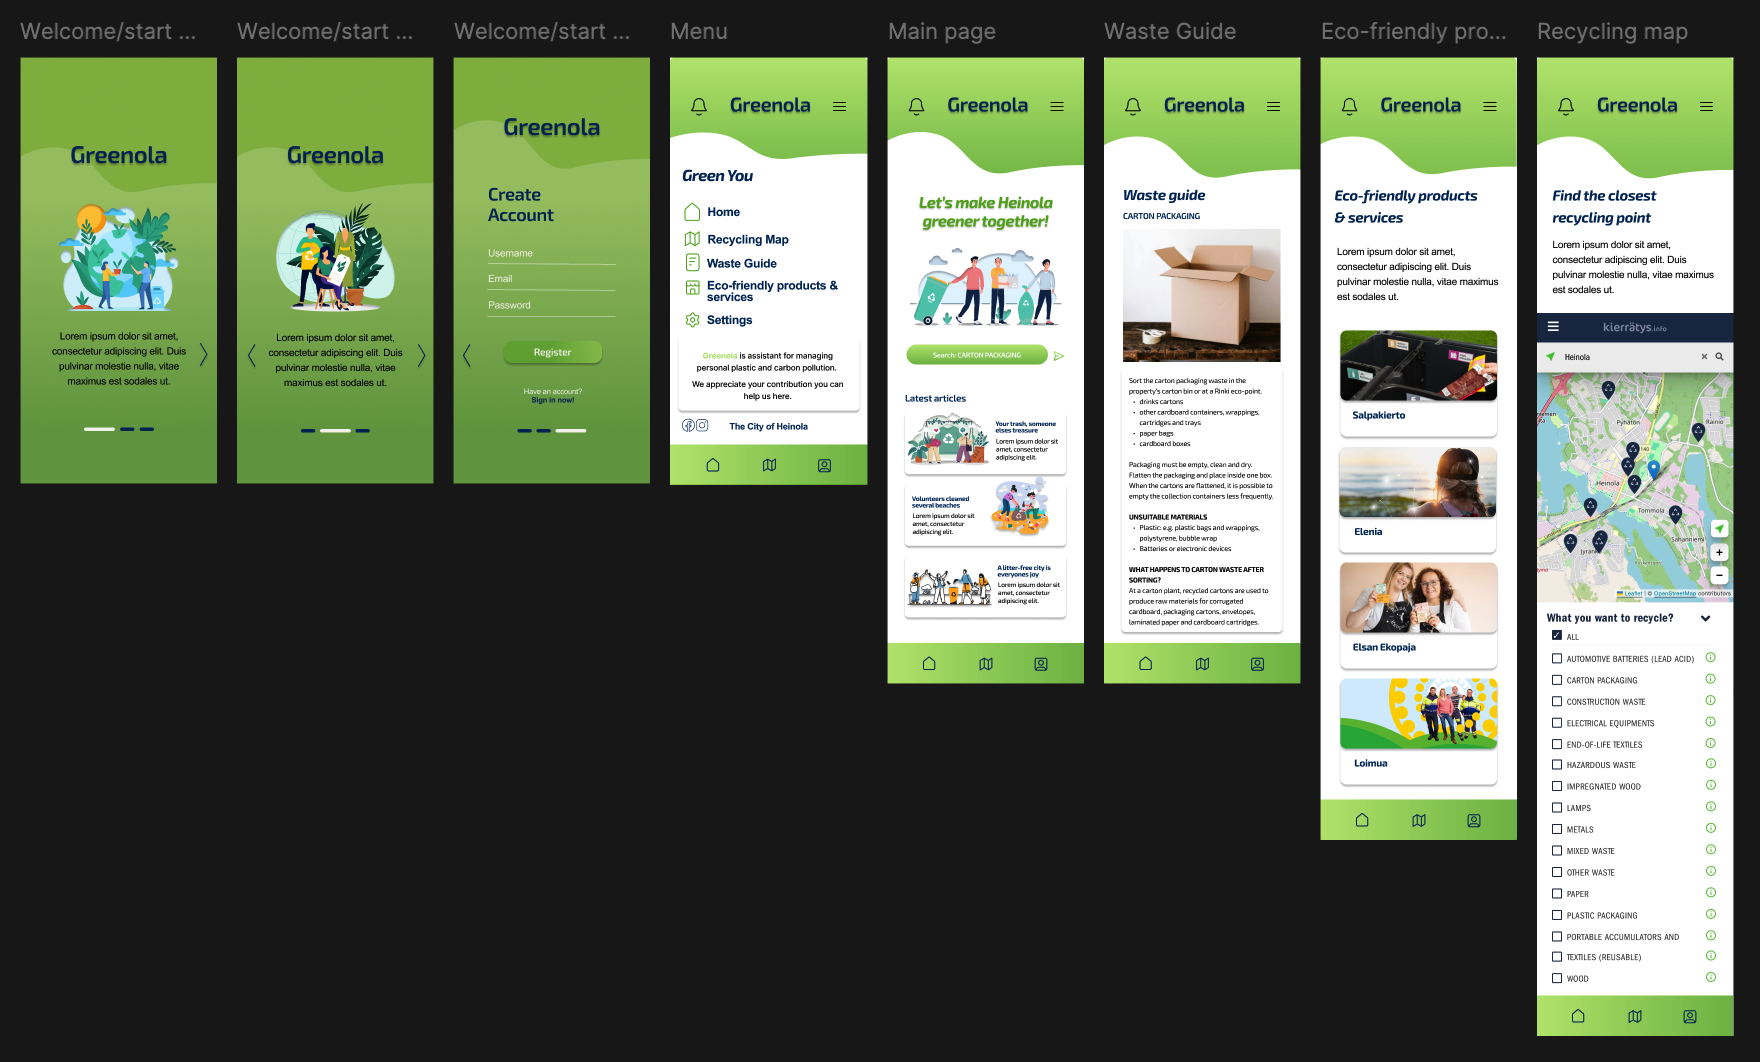 Welcome/start ...
Greenola
Lorem ipsum dolor sit amet,
consectetur adipiscing elit. Duis
pulvinar molestie nulla, vitae
maximus est sodales ut.
Welcome/start ...
Greenola
Lorem ipsum dolor sit amet,
consectetur adipiscing elit. Duis
pulvinar molestie nulla, vitae
maximus est sodales ut.
Welcome/start ...
Greenola
Create
Account
Username
Email
Password
Register
Have an account?
Sign in now!
Menu
Greenola
Green You
Home
Recycling Map
Waste Guide
Eco-friendly products &
services
Settings
Greenola is assistant for managing
personal plastic and carbon pollution.
We appreciate your contribution you can
help us here.
The City of Heinola
Main page
Greenola
Let's make Heinola
greener together!
Search: CARTON PACKAGING
Latest articles
Your trash, someone
elses treasure
Lorem ipsum dolor sit
amet, consectetur
adipiscing elit.
Volunteers cleaned
several beaches
Lorem ipsum dolor sit
amet, consectetur
adipiscing elit.
A litter-free city is
everyones joy
Lorem ipsum dolor sit
amet, consectetur
adipiscing elit.
Waste Guide
Greenola
Waste guide
CARTON PACKAGING
Sort the carton packaging waste in the
property's carton bin or at a Rinki eco-point.
• drinks cartons
• other cardboard containers, wrappings,
cartridges and trays
• paper bags
• cardboard boxes
Packaging must be empty, clean and dry.
Flatten the packaging and place inside one box.
When the cartons are flattened, it is possible to
empty the collection containers less frequently.
UNSUITABLE MATERIALS
• Plastic: e.g. plastic bags and wrappings,
polystyrene, bubble wrap
• Batteries or electronic devices
WHAT HAPPENS TO CARTON WASTE AFTER
SORTING?
At a carton plant, recycled cartons are used to
produce raw materials for corrugated
cardboard, packaging cartons, envelopes,
laminated paper and cardboard cartridges.
Eco-friendly pro...
Greenola
Eco-friendly products
& services
Lorem ipsum dolor sit amet,
consectetur adipiscing elit. Duis
pulvinar molestie nulla, vitae maximus
est sodales ut.
Salpakierto
Elenia
Elsan Ekopaja
Loimua
Recycling map
Greenola
Find the closest
recycling point
Lorem ipsum dolor sit amet,
consectetur adipiscing elit. Duis
pulvinar molestie nulla, vitae maximus
est sodales ut.
kierrätys.info
Heinola
Rainio
140
Heinola
Tommola
Sahanniemi
Jyränkö
+
−
Leaflet | © OpenStreetMap contributors
What you want to recycle?
ALL
AUTOMOTIVE BATTERIES (LEAD ACID)
CARTON PACKAGING
CONSTRUCTION WASTE
ELECTRICAL EQUIPMENTS
END-OF-LIFE TEXTILES
HAZARDOUS WASTE
IMPREGNATED WOOD
LAMPS
METALS
MIXED WASTE
OTHER WASTE
PAPER
PLASTIC PACKAGING
PORTABLE ACCUMULATORS AND
TEXTILES (REUSABLE)
WOOD